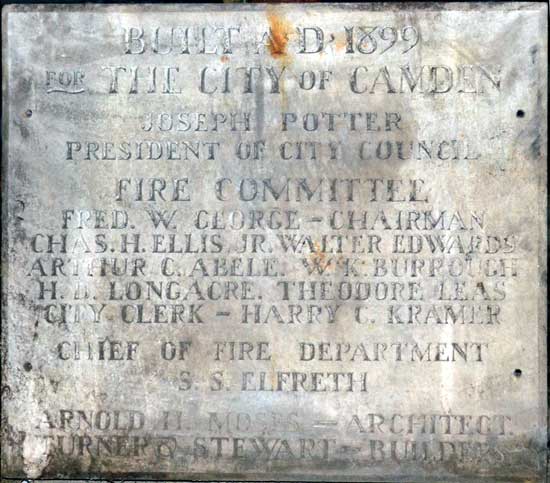 BUILT A.D. 1899
FOR THE CITY OF CAMDEN
JOSEPH POTTER
PRESIDENT OF CITY COUNCIL
FIRE COMMITTEE
FRED. W. GEORGE - CHAIRMAN
CHAS. H. ELLIS JR. WALTER EDWARDS
ARTHUR C. ABELE. W. K. BURROUGH
H. D. LONGACRE. THEODORE LEAS
CITY CLERK - HARRY C. KRAMER
CHIEF OF FIRE DEPARTMENT
S. S. ELFRETH
ARNOLD H. MOSES - ARCHITECT.
TURNER & STEWART - BUILDERS